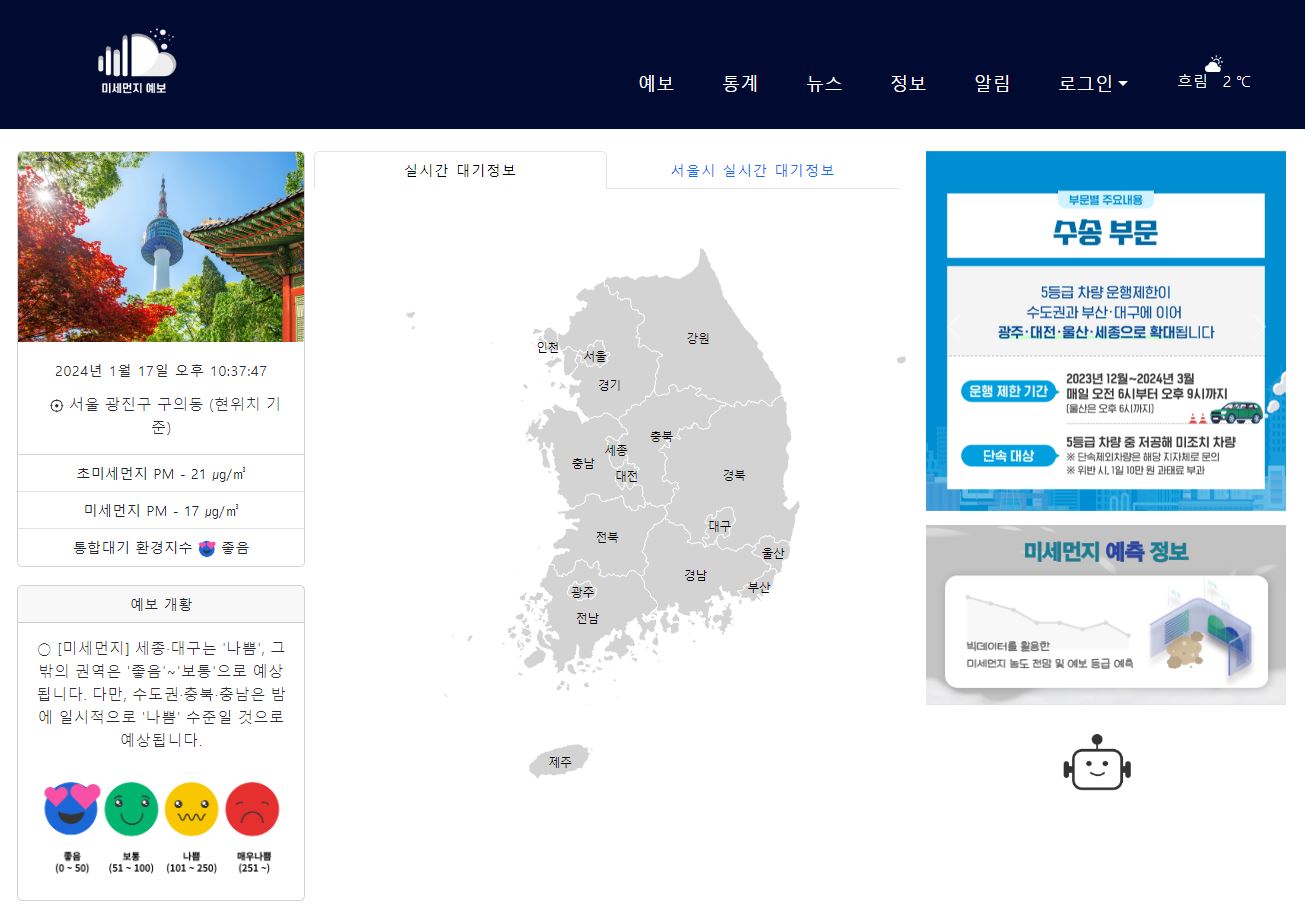 미세먼지 예보
예보 통계 뉴스 정보 알림 로그인 흐림 2 ℃
2024년 1월 17일 오후 10:37:47
서울 광진구 구의동 (현위치 기
준)
초미세먼지 PM - 21 ㎍/㎥
미세먼지 PM - 17 ㎍/㎥
통합대기 환경지수 좋음
예보 개황
○ [미세먼지] 세종·대구는 '나쁨', 그
밖의 권역은 '좋음'~'보통'으로 예상
됩니다. 다만, 수도권·충북·충남은 밤
에 일시적으로 '나쁨' 수준일 것으로
예상됩니다.
좋음 보통 나쁨 매우나쁨
(0 ~ 50) (51 ~ 100) (101 ~ 250) (251 ~)
실시간 대기정보 서울시 실시간 대기정보
강원
인천
서울
경기
충북
세종
충남
대전
경북
대구
전북
울산
경남
부산
광주
전남
제주
부문별 주요내용
수송 부문
5등급 차량 운행제한이
수도권과 부산·대구에 이어
광주·대전·울산·세종으로 확대됩니다
운행 제한 기간
2023년 12월~2024년 3월
매일 오전 6시부터 오후 9시까지
(울산은 오후 6시까지)
단속 대상
5등급 차량 중 저공해 미조치 차량
※ 단속제외차량은 해당 지자체로 문의
※ 위반 시, 1일 10만 원 과태료 부과
미세먼지 예측 정보
빅데이터를 활용한
미세먼지 농도 전망 및 예보 등급 예측